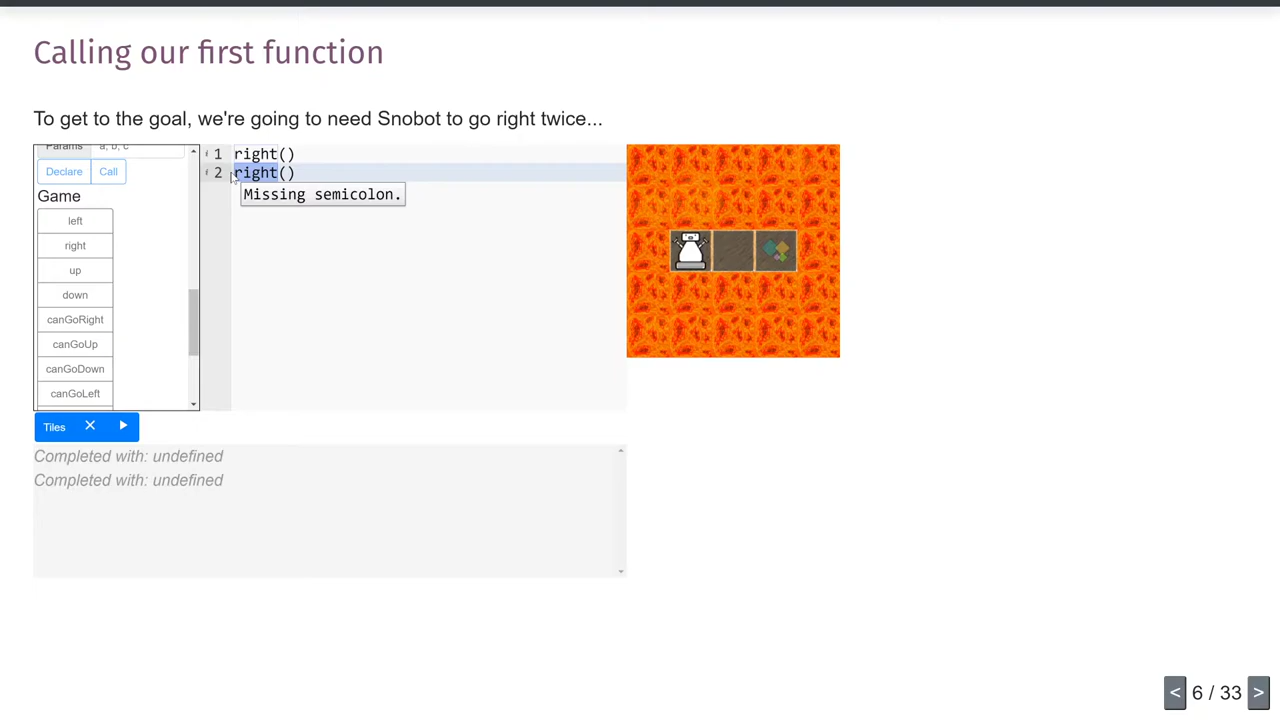 Calling our first function
To get to the goal, we're going to need Snobot to go right twice...
Params a, b, c
Declare Call
Game
left
right
up
down
canGoRight
canGoUp
canGoDown
canGoLeft
1 right()
2 right()
Missing semicolon.
Tiles
Completed with: undefined
Completed with: undefined
< 6 / 33 >